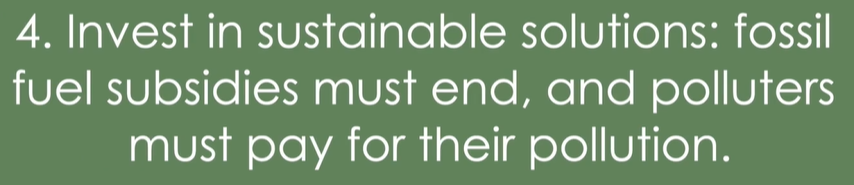 4. Invest in sustainable solutions: fossil
fuel subsidies must end, and polluters
must pay for their pollution.